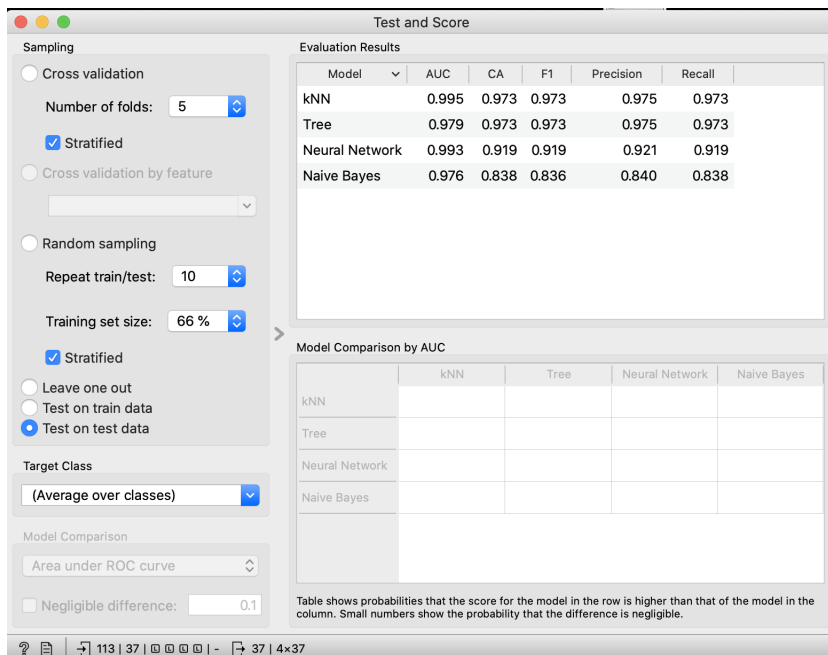 Test and Score
Sampling
Cross validation
Number of folds: 5
Stratified
Cross validation by feature
Random sampling
Repeat train/test: 10
Training set size: 66 %
Stratified
Leave one out
Test on train data
Test on test data
Target Class
(Average over classes)
Model Comparison
Area under ROC curve
Negligible difference: 0.1
Evaluation Results
Model AUC CA F1 Precision Recall
kNN 0.995 0.973 0.973 0.975 0.973
Tree 0.979 0.973 0.973 0.975 0.973
Neural Network 0.993 0.919 0.919 0.921 0.919
Naive Bayes 0.976 0.838 0.836 0.840 0.838
Model Comparison by AUC
kNN Tree Neural Network Naive Bayes
kNN
Tree
Neural Network
Naive Bayes
Table shows probabilities that the score for the model in the row is higher than that of the model in the
column. Small numbers show the probability that the difference is negligible.
? 113 | 37 | - 37 | 4×37